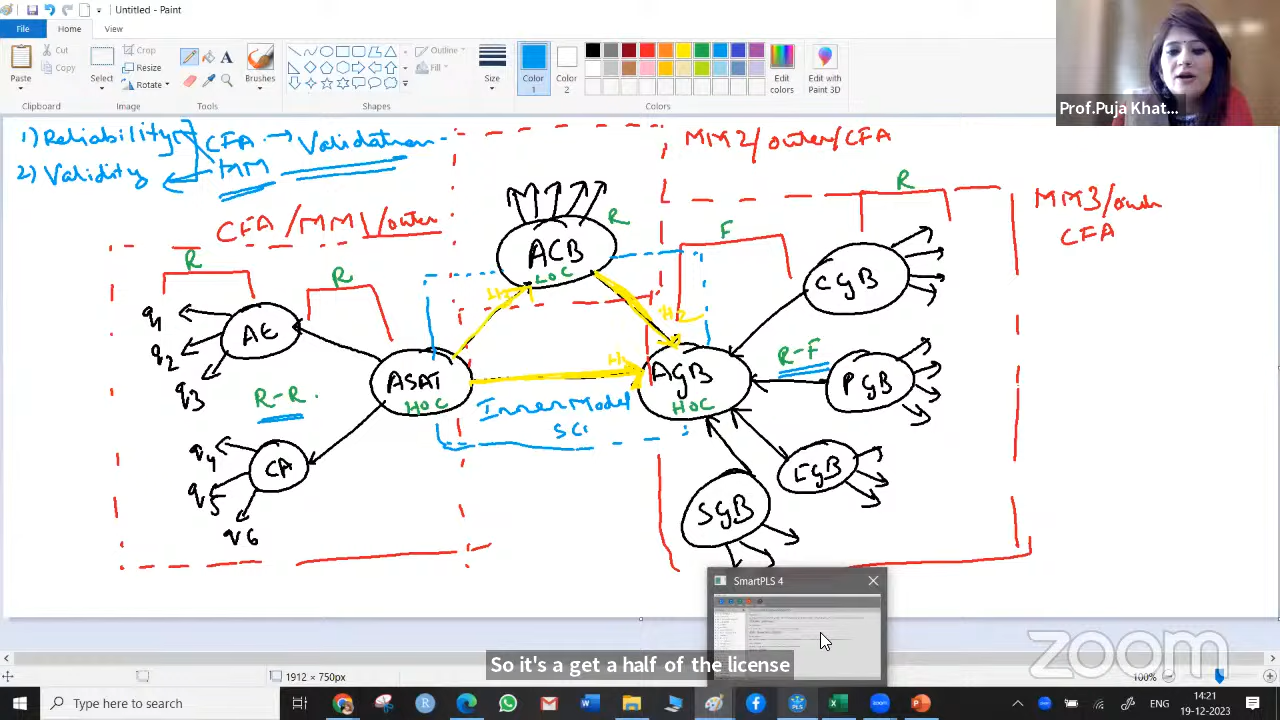 Untitled - Paint
File
Home
View
Paste
Cut
Copy
Clipboard
Select
Crop
Resize
Rotate
Image
Tools
Brushes
Shapes
Outline
Fill
Size
Color 1
Color 2
Colors
Edit colors
Edit with Paint 3D
Prof.Puja Khat...
1) Reliability
CFA → Validation
2) Validity
MM
MM2/outer/CFA
MM3/outer
CFA
CFA/MM1/outer
R
R
R
F
R
ACB
LOC
CGB
q1
q2
q3
AE
ASAT
HOC
R-R
H3
H2
H1
AGB
HOC
R-F
PGB
Inner Model
q4
q5
q6
CA
EGB
SGB
SmartPLS 4
So it's a get a half of the license
zoom
1912 × 750px
100%
Type here to search
ENG
14:21
19-12-2023